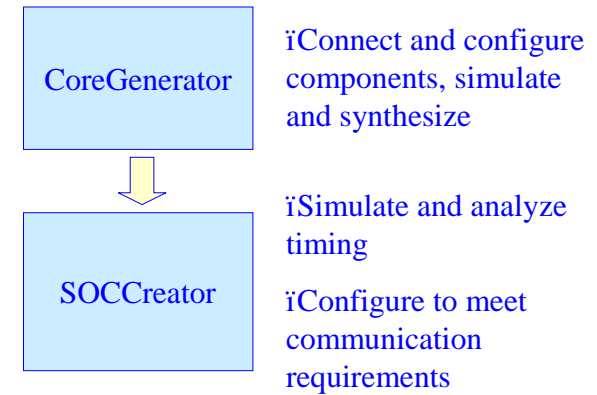 CoreGenerator
ïConnect and configure
components, simulate
and synthesize
SOCCreator
ïSimulate and analyze
timing
ïConfigure to meet
communication
requirements